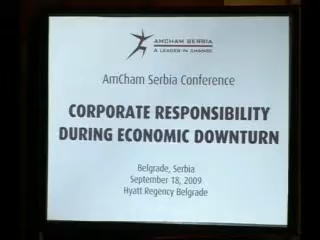 AMCHAM SERBIA
A LEADER IN CHANGE
AmCham Serbia Conference
CORPORATE RESPONSIBILITY
DURING ECONOMIC DOWNTURN
Belgrade, Serbia
September 18, 2009
Hyatt Regency Belgrade